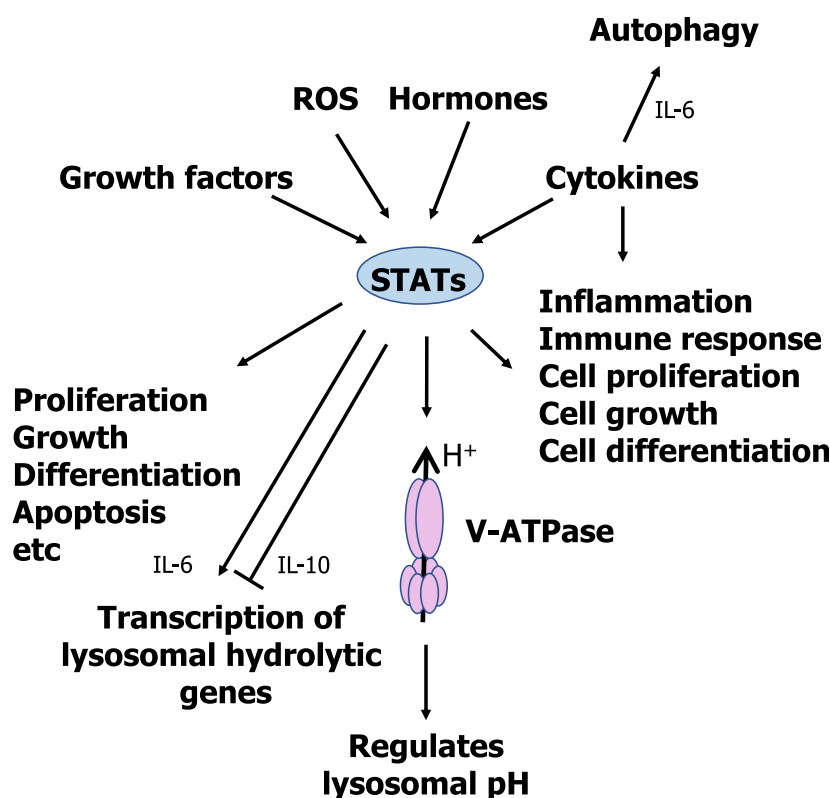 Autophagy
ROS
Hormones
IL-6
Growth factors
Cytokines
STATs
Inflammation
Immune response
Cell proliferation
Cell growth
Cell differentiation
Proliferation
Growth
Differentiation
Apoptosis
etc
H⁺
V-ATPase
IL-6
IL-10
Transcription of
lysosomal hydrolytic
genes
Regulates
lysosomal pH